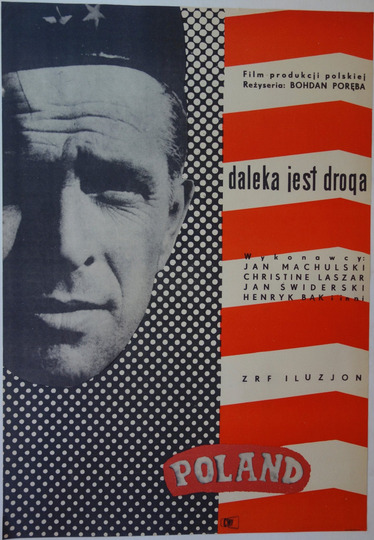 Film produkcji polskiej
Reżyseria: BOHDAN PORĘBA
daleka jest droga
Wykonawcy:
JAN MACHULSKI
CHRISTINE LASZAR
JAN ŚWIDERSKI
HENRYK BĄK i inni
ZRF ILUZJON
POLAND